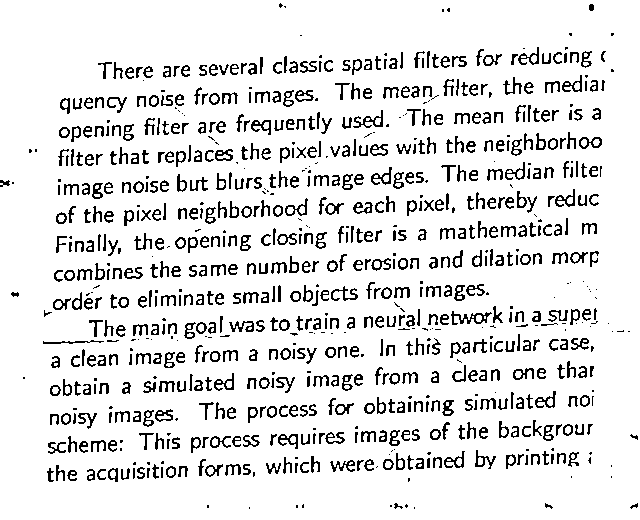 There are several classic spatial filters for reducing
quency noise from images. The mean filter, the median
opening filter are frequently used. The mean filter is a
filter that replaces the pixel values with the neighborhoo
image noise but blurs the image edges. The median filter
of the pixel neighborhood for each pixel, thereby reduc
Finally, the opening closing filter is a mathematical m
combines the same number of erosion and dilation morp
order to eliminate small objects from images.
The main goal was to train a neural network in a super
a clean image from a noisy one. In this particular case,
obtain a simulated noisy image from a clean one than
noisy images. The process for obtaining simulated noi
scheme: This process requires images of the backgroun
the acquisition forms, which were obtained by printing